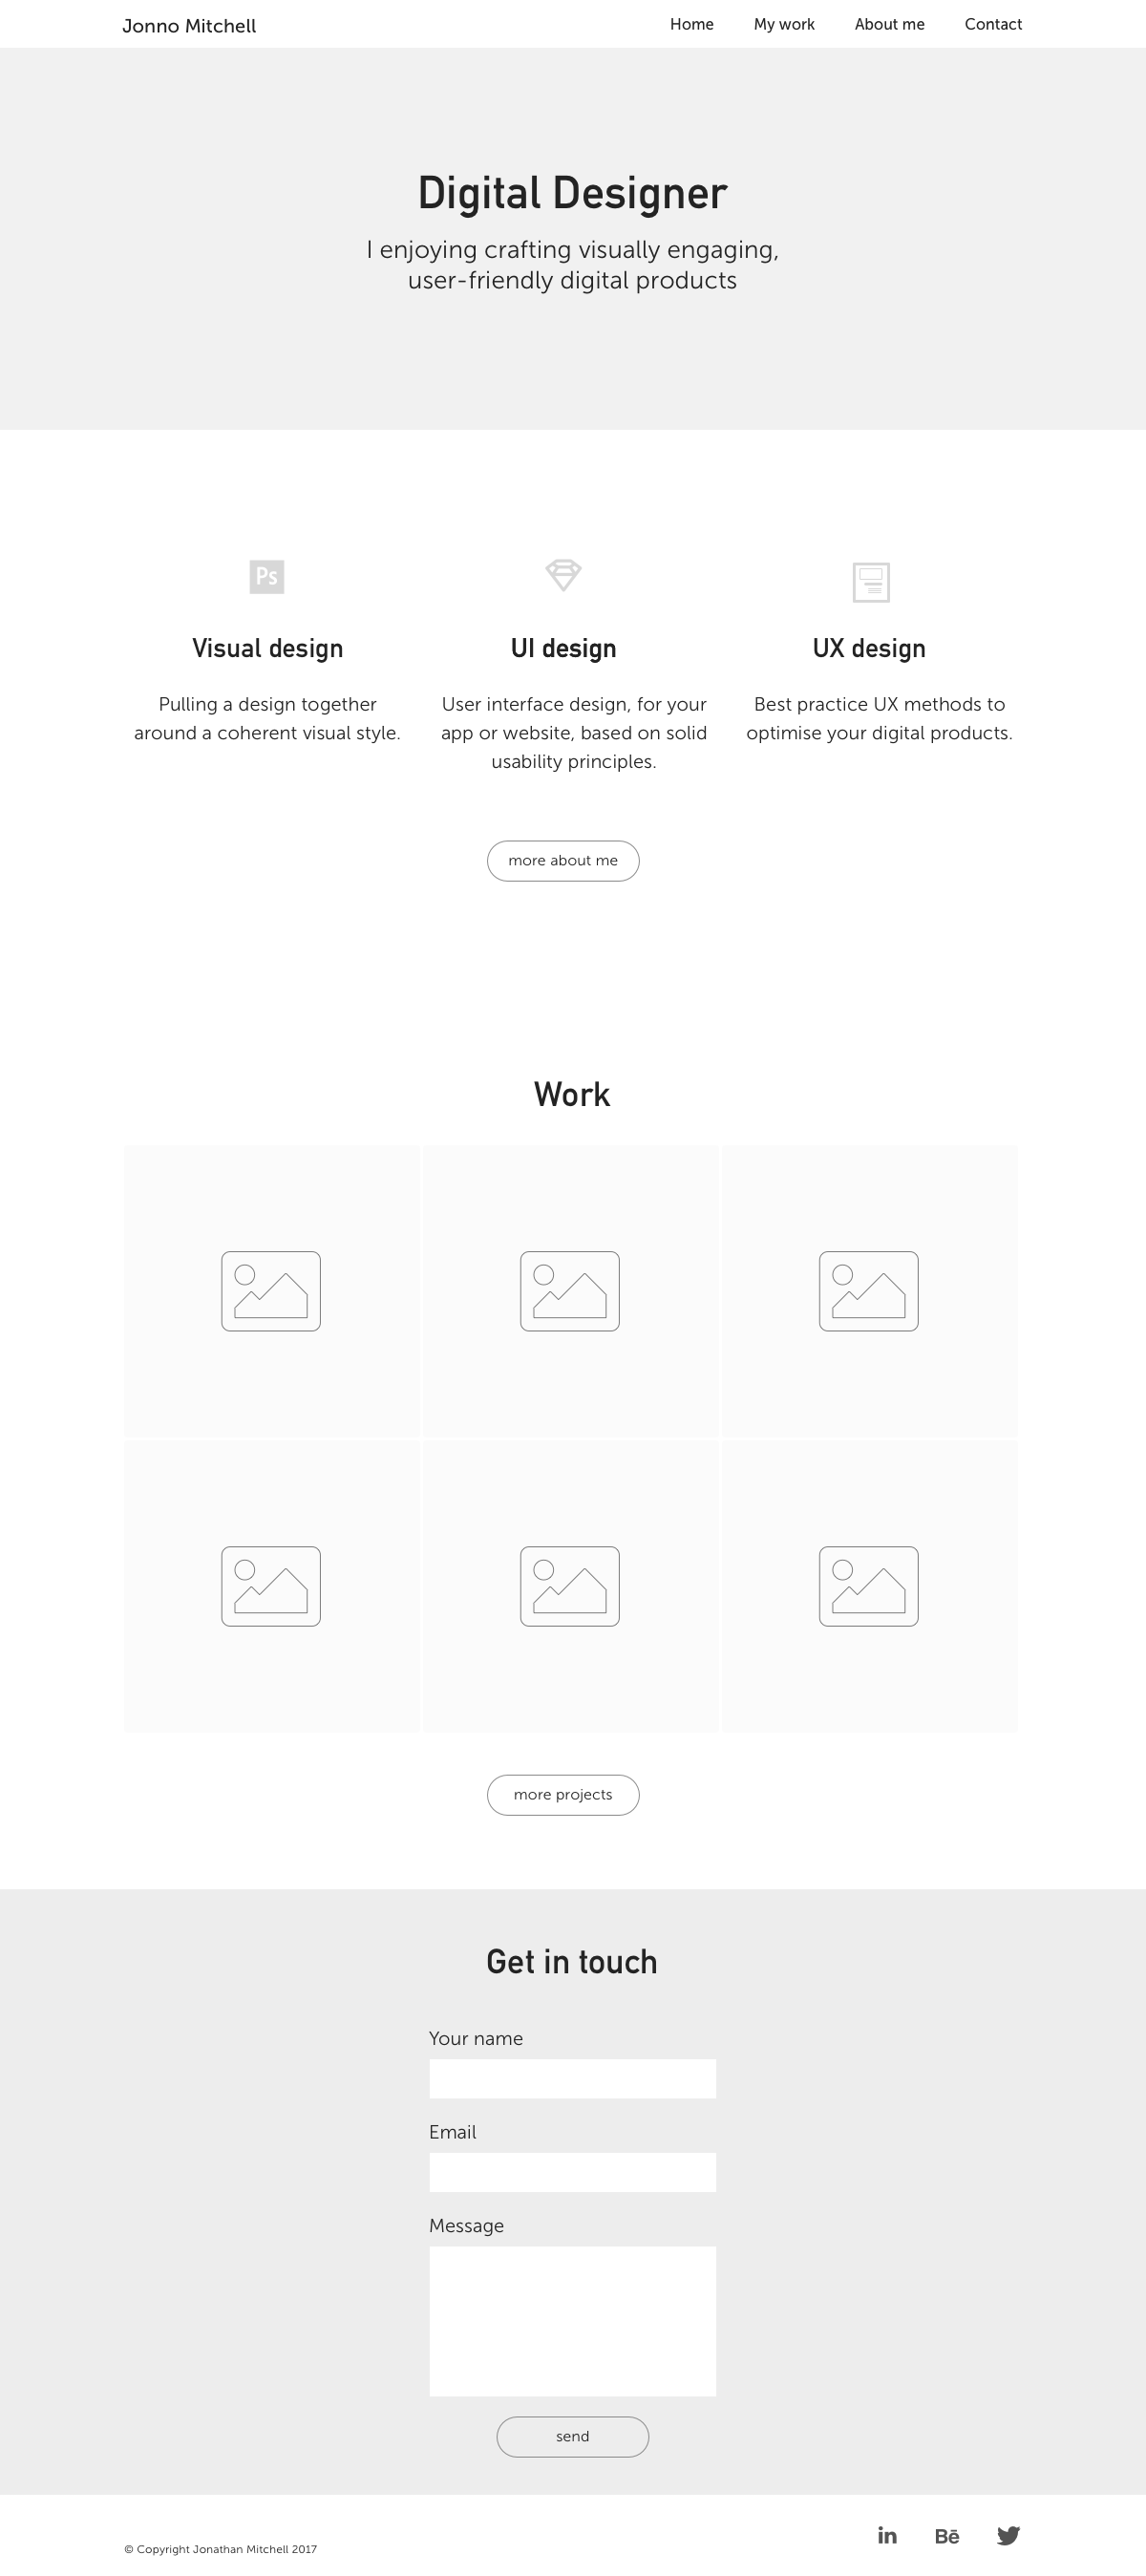 Jonno Mitchell
Home My work About me Contact
Digital Designer
I enjoying crafting visually engaging,
user-friendly digital products
Ps
Visual design
Pulling a design together
around a coherent visual style.
UI design
User interface design, for your
app or website, based on solid
usability principles.
UX design
Best practice UX methods to
optimise your digital products.
more about me
Work
more projects
Get in touch
Your name
Email
Message
send
© Copyright Jonathan Mitchell 2017
in Bē